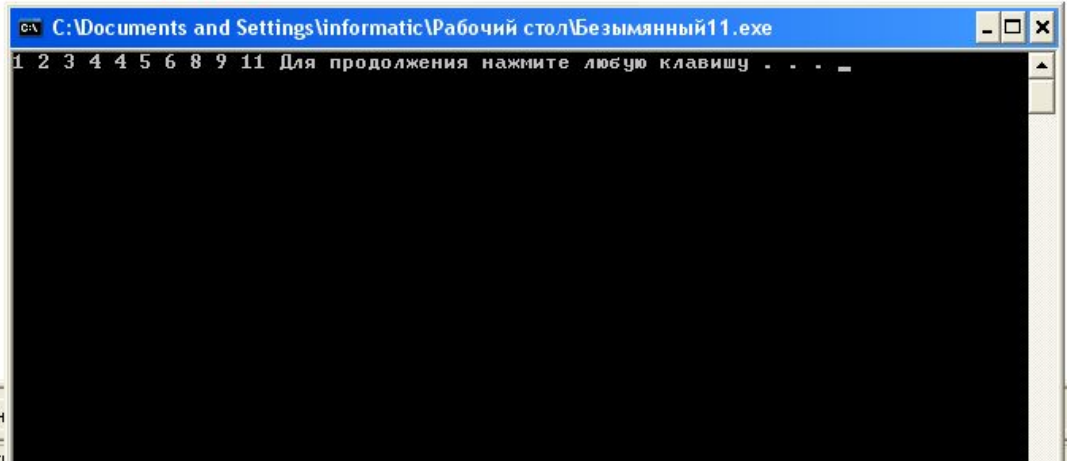 C:\Documents and Settings\informatic\Рабочий стол\Безымянный11.exe
1 2 3 4 4 5 6 8 9 11 Для продолжения нажмите любую клавишу . . . _